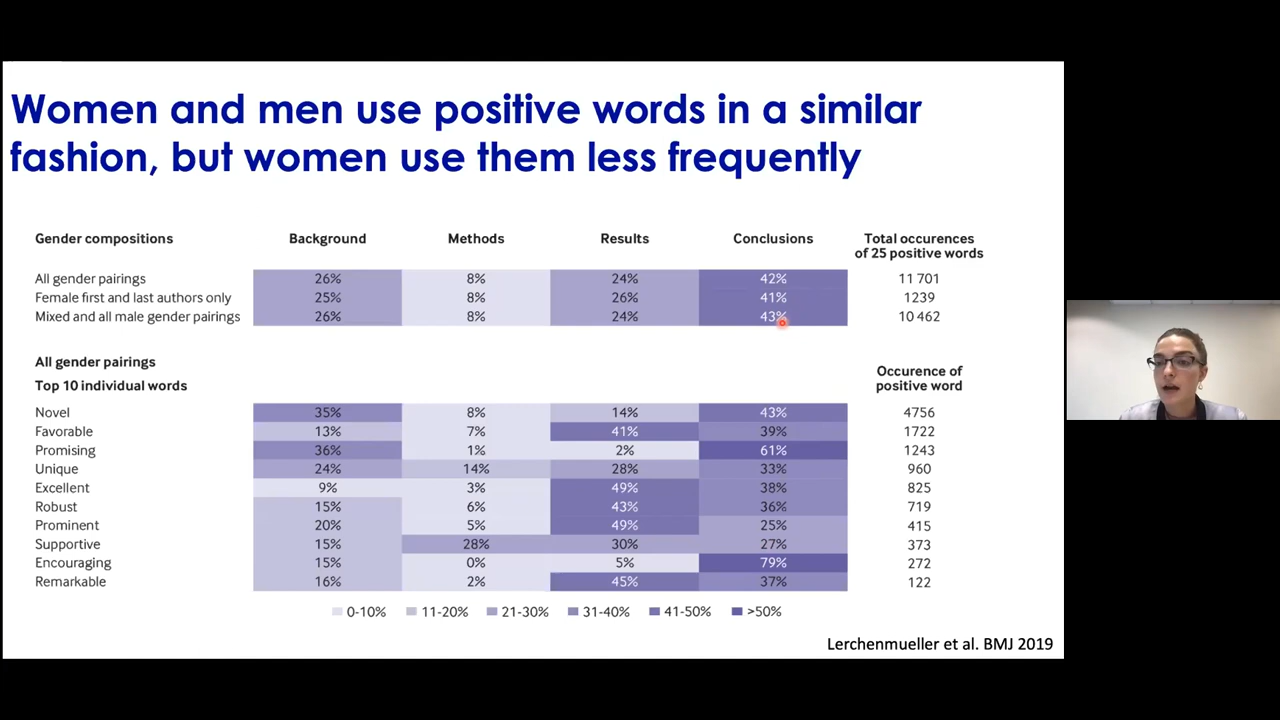 Women and men use positive words in a similar
fashion, but women use them less frequently
Gender compositions Background Methods Results Conclusions Total occurences
of 25 positive words
All gender pairings 26% 8% 24% 42% 11 701
Female first and last authors only 25% 8% 26% 41% 1239
Mixed and all male gender pairings 26% 8% 24% 43% 10 462
All gender pairings
Top 10 individual words Occurence of
positive word
Novel 35% 8% 14% 43% 4756
Favorable 13% 7% 41% 39% 1722
Promising 36% 1% 2% 61% 1243
Unique 24% 14% 28% 33% 960
Excellent 9% 3% 49% 38% 825
Robust 15% 6% 43% 36% 719
Prominent 20% 5% 49% 25% 415
Supportive 15% 28% 30% 27% 373
Encouraging 15% 0% 5% 79% 272
Remarkable 16% 2% 45% 37% 122
0-10% 11-20% 21-30% 31-40% 41-50% >50%
Lerchenmueller et al. BMJ 2019